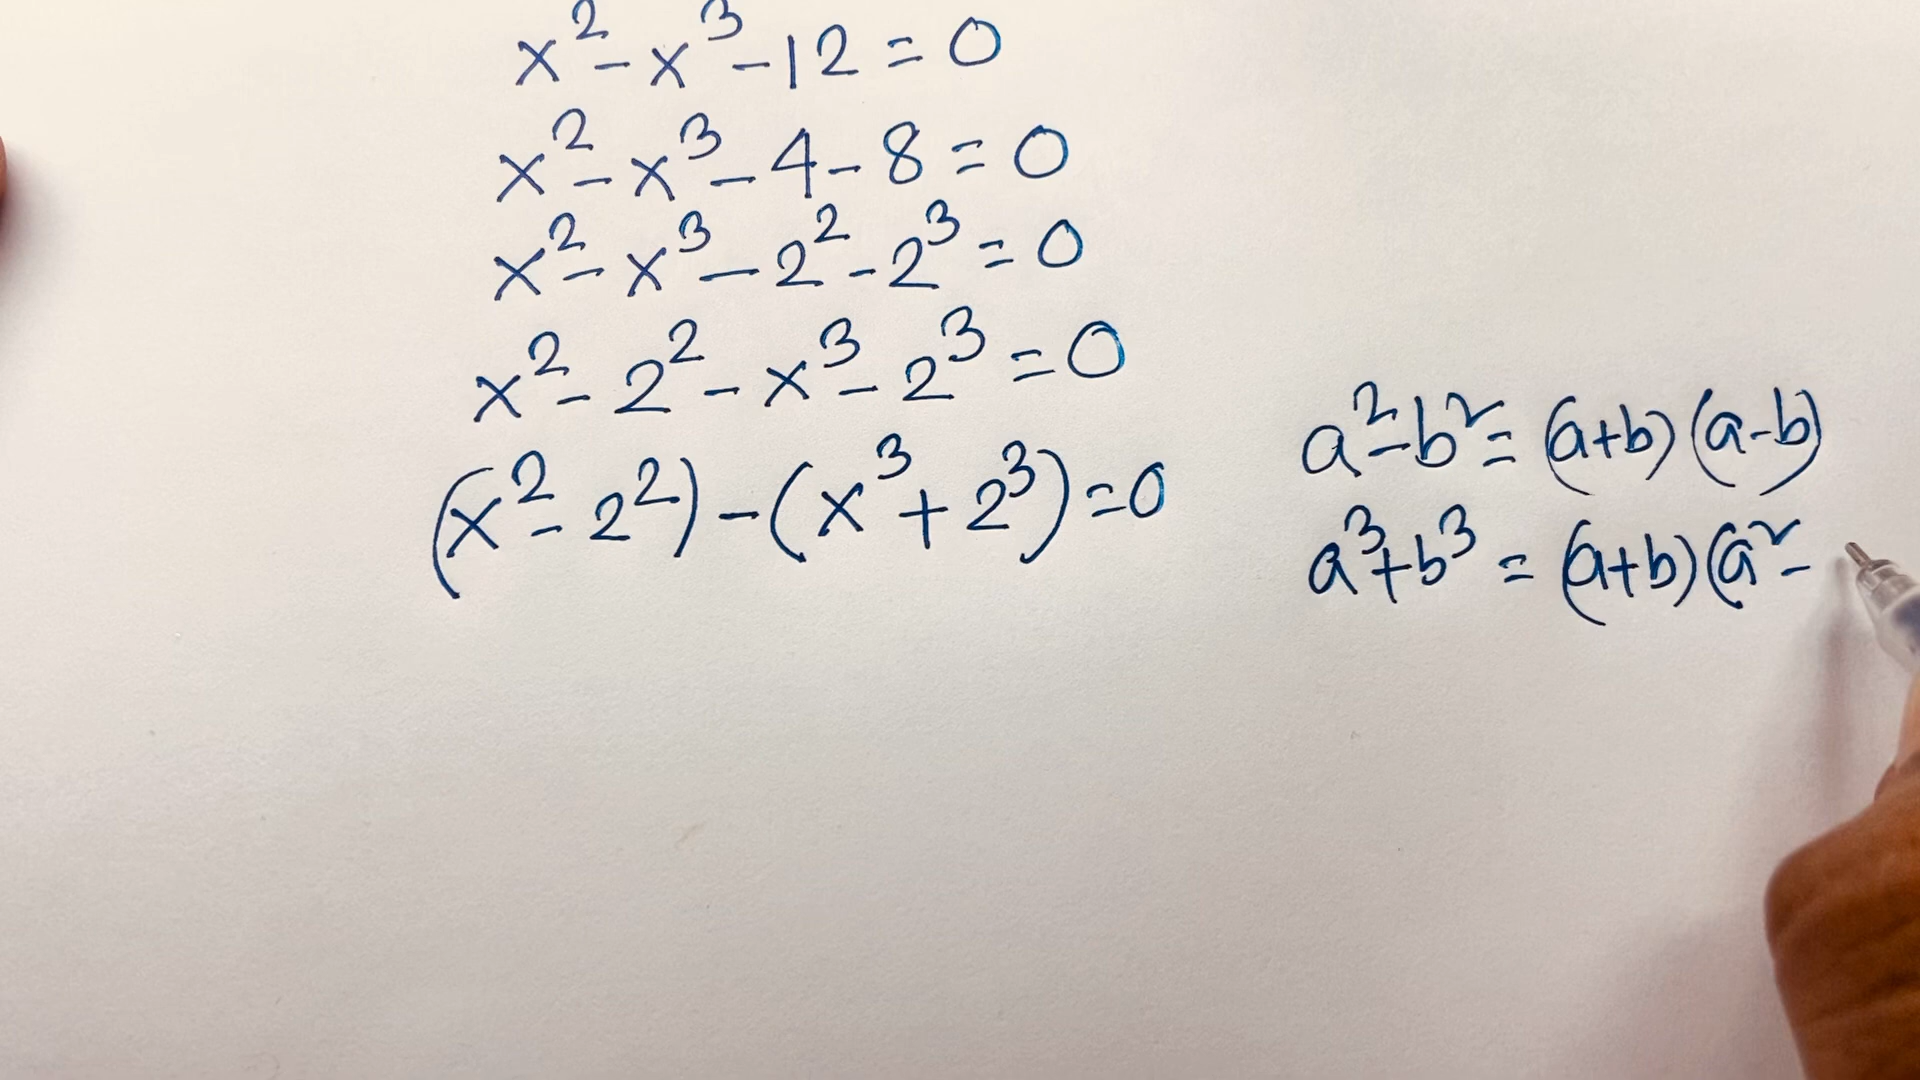 x²-x³-12=0
x²-x³-4-8=0
x²-x³-2²-2³=0
x²-2²-x³-2³=0
(x²-2²)-(x³+2³)=0
a²-b²=(a+b)(a-b)
a³+b³=(a+b)(a²-